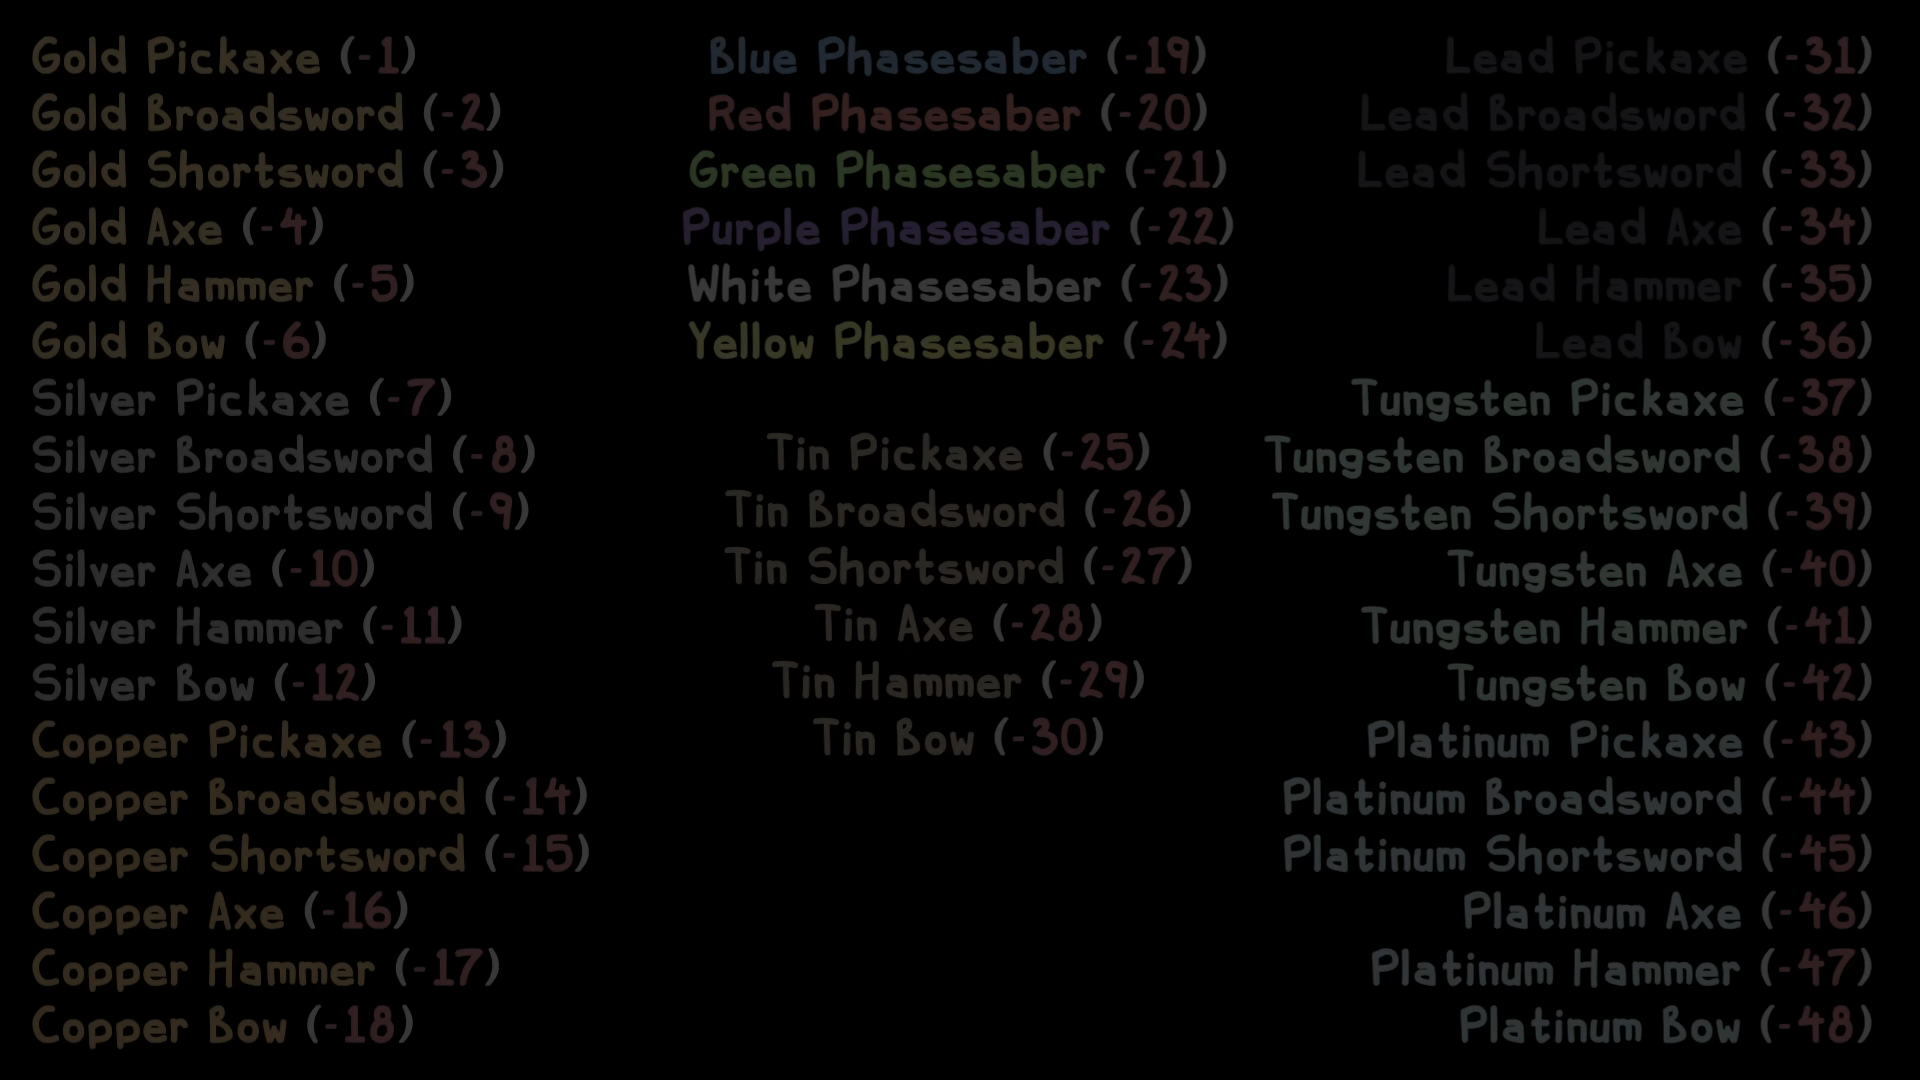 Gold Pickaxe (-1)
Gold Broadsword (-2)
Gold Shortsword (-3)
Gold Axe (-4)
Gold Hammer (-5)
Gold Bow (-6)
Silver Pickaxe (-7)
Silver Broadsword (-8)
Silver Shortsword (-9)
Silver Axe (-10)
Silver Hammer (-11)
Silver Bow (-12)
Copper Pickaxe (-13)
Copper Broadsword (-14)
Copper Shortsword (-15)
Copper Axe (-16)
Copper Hammer (-17)
Copper Bow (-18)
Blue Phasesaber (-19)
Red Phasesaber (-20)
Green Phasesaber (-21)
Purple Phasesaber (-22)
White Phasesaber (-23)
Yellow Phasesaber (-24)
Tin Pickaxe (-25)
Tin Broadsword (-26)
Tin Shortsword (-27)
Tin Axe (-28)
Tin Hammer (-29)
Tin Bow (-30)
Lead Pickaxe (-31)
Lead Broadsword (-32)
Lead Shortsword (-33)
Lead Axe (-34)
Lead Hammer (-35)
Lead Bow (-36)
Tungsten Pickaxe (-37)
Tungsten Broadsword (-38)
Tungsten Shortsword (-39)
Tungsten Axe (-40)
Tungsten Hammer (-41)
Tungsten Bow (-42)
Platinum Pickaxe (-43)
Platinum Broadsword (-44)
Platinum Shortsword (-45)
Platinum Axe (-46)
Platinum Hammer (-47)
Platinum Bow (-48)